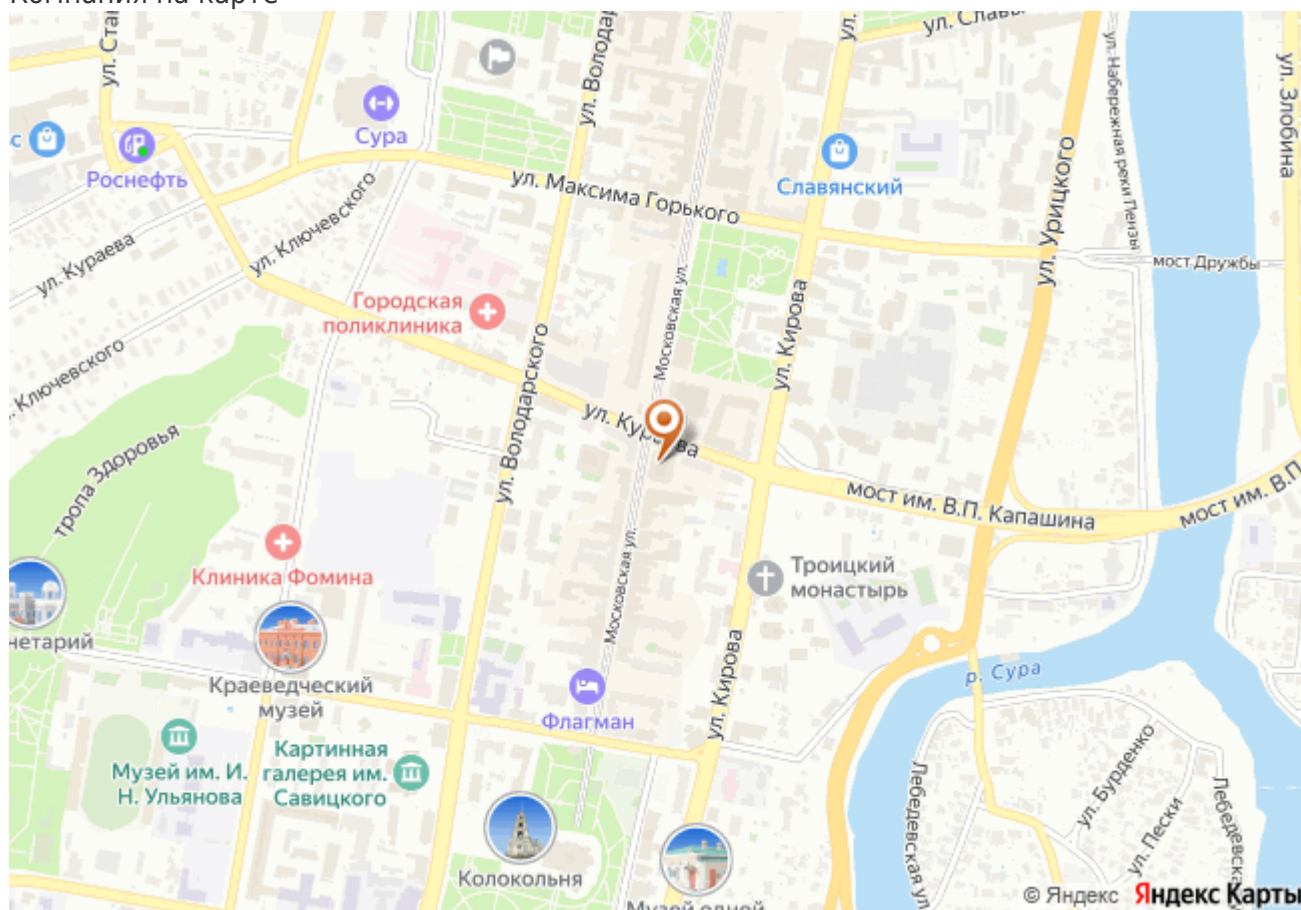 Компания на карте
ул. Славы
ул. Набережная реки Пензы
ул. Злобина
Сура
Роснефть
Славянский
ул. Урицкого
ул. Максима Горького
ул. Ключевского
ул. Кураева
мост Дружбы
Городская
поликлиника
Московская ул.
ул. Кирова
Ключевского
ул. Володарского
тропа Здоровья
мост им. В.П. Капашина
мост им. В.П.
Клиника Фомина
Троицкий
монастырь
Московская ул.
нетарий
Краеведческий
музей
ул. Кирова
р. Сура
Флагман
Музей им. И.
Н. Ульянова
Картинная
галерея им.
Савицкого
ул. Бурденко
Лебедевская ул.
ул. Пески
Колокольня
Музей одной
© Яндекс Яндекс Карты